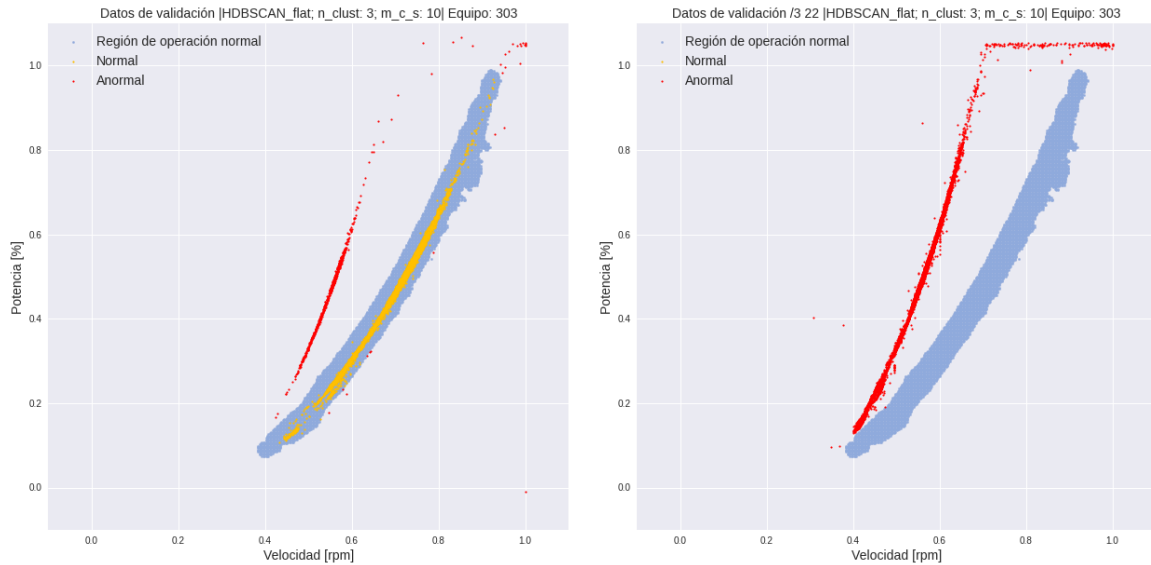 Datos de validación |HDBSCAN_flat; n_clust: 3; m_c_s: 10| Equipo: 303
Región de operación normal
Normal
Anormal
1.0
0.8
0.6
0.4
0.2
0.0
Potencia [%]
0.0 0.2 0.4 0.6 0.8 1.0
Velocidad [rpm]
Datos de validación /3 22 |HDBSCAN_flat; n_clust: 3; m_c_s: 10| Equipo: 303
Región de operación normal
Normal
Anormal
1.0
0.8
0.6
0.4
0.2
0.0
Potencia [%]
0.0 0.2 0.4 0.6 0.8 1.0
Velocidad [rpm]